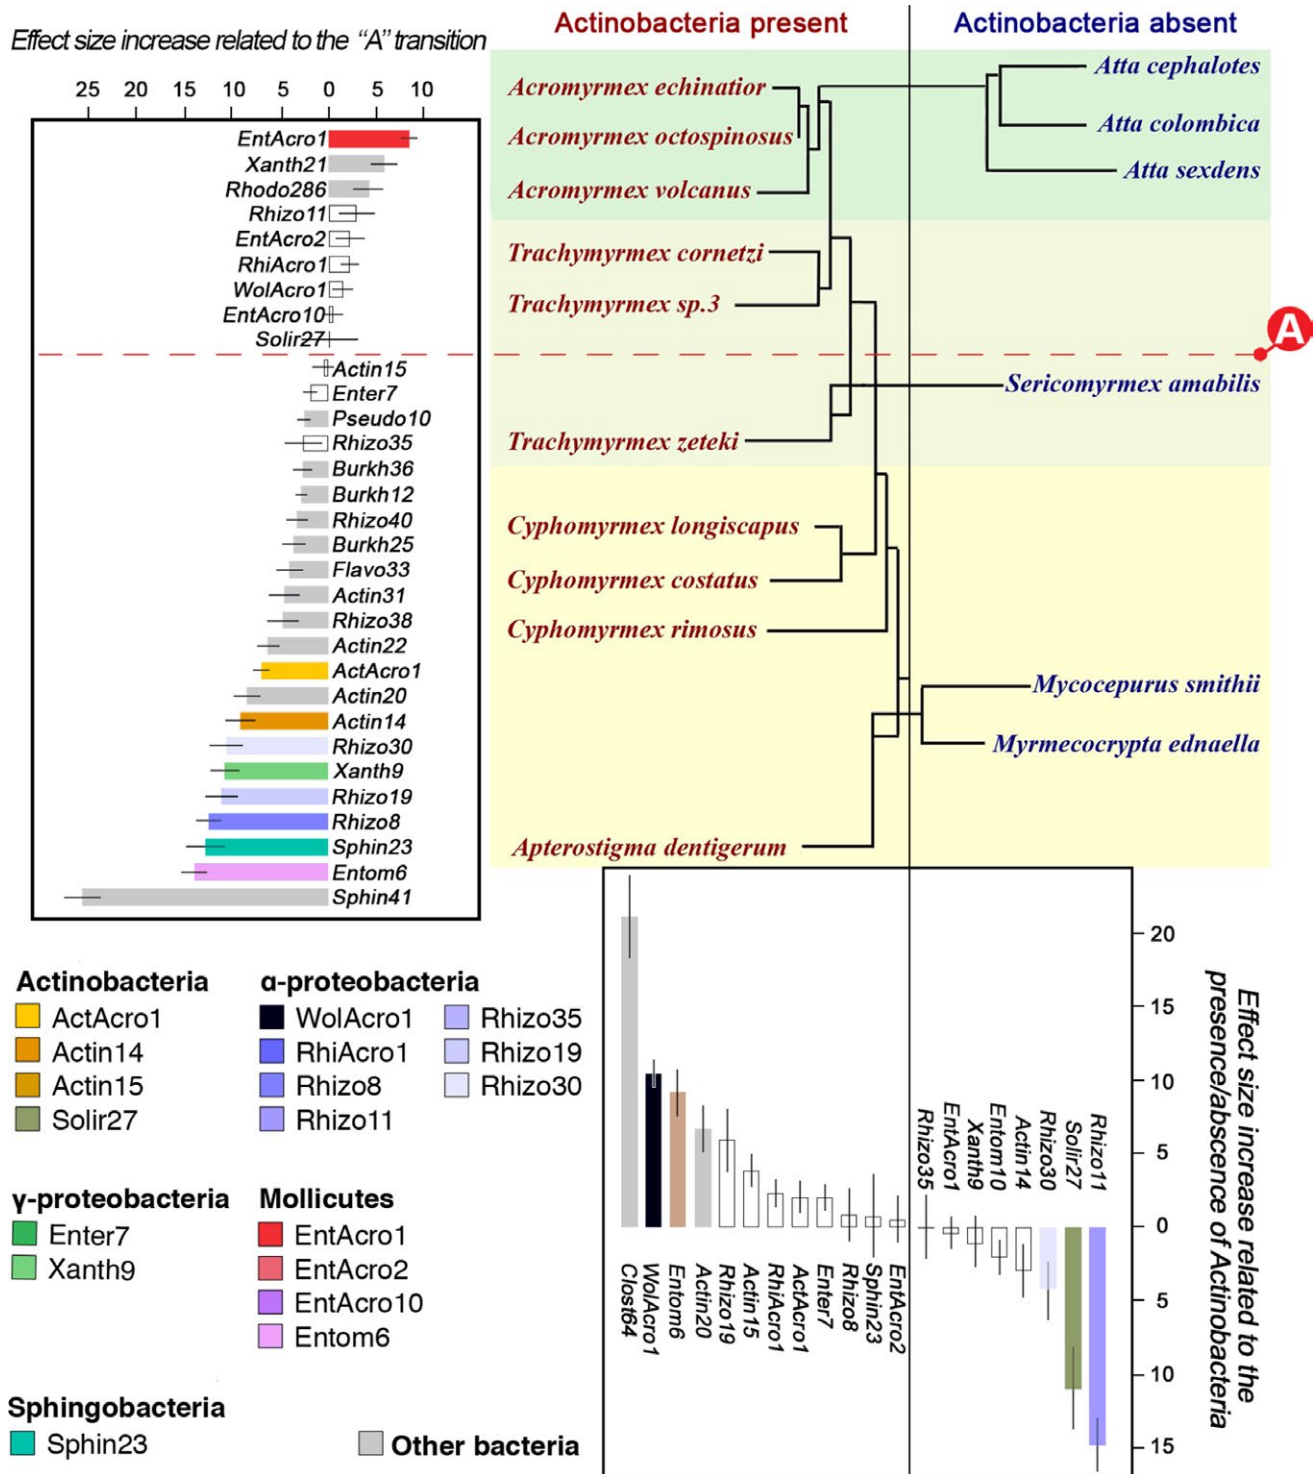 Actinobacteria present
Actinobacteria absent
Effect size increase related to the “A” transition
25 20 15 10 5 0 5 10
EntAcro1
Xanth21
Rhodo286
Rhizo11
EntAcro2
RhiAcro1
WolAcro1
EntAcro10
Solir27
Actin15
Enter7
Pseudo10
Rhizo35
Burkh36
Burkh12
Rhizo40
Burkh25
Flavo33
Actin31
Rhizo38
Actin22
ActAcro1
Actin20
Actin14
Rhizo30
Xanth9
Rhizo19
Rhizo8
Sphin23
Entom6
Sphin41
Acromyrmex echinatior
Acromyrmex octospinosus
Acromyrmex volcanus
Trachymyrmex cornetzi
Trachymyrmex sp.3
Trachymyrmex zeteki
Cyphomyrmex longiscapus
Cyphomyrmex costatus
Cyphomyrmex rimosus
Apterostigma dentigerum
Atta cephalotes
Atta colombica
Atta sexdens
A
Sericomyrmex amabilis
Mycocepurus smithii
Myrmecocrypta ednaella
Clost64
WolAcro1
Entom6
Actin20
Rhizo19
Actin15
RhiAcro1
ActAcro1
Enter7
Rhizo8
Sphin23
EntAcro2
Rhizo35
EntAcro1
Xanth9
Entom10
Actin14
Rhizo30
Solir27
Rhizo11
20
15
10
5
0
5
10
15
Effect size increase related to the
presence/abscence of Actinobacteria
Actinobacteria
ActAcro1
Actin14
Actin15
Solir27
α-proteobacteria
WolAcro1
RhiAcro1
Rhizo8
Rhizo11
Rhizo35
Rhizo19
Rhizo30
γ-proteobacteria
Enter7
Xanth9
Mollicutes
EntAcro1
EntAcro2
EntAcro10
Entom6
Sphingobacteria
Sphin23
Other bacteria